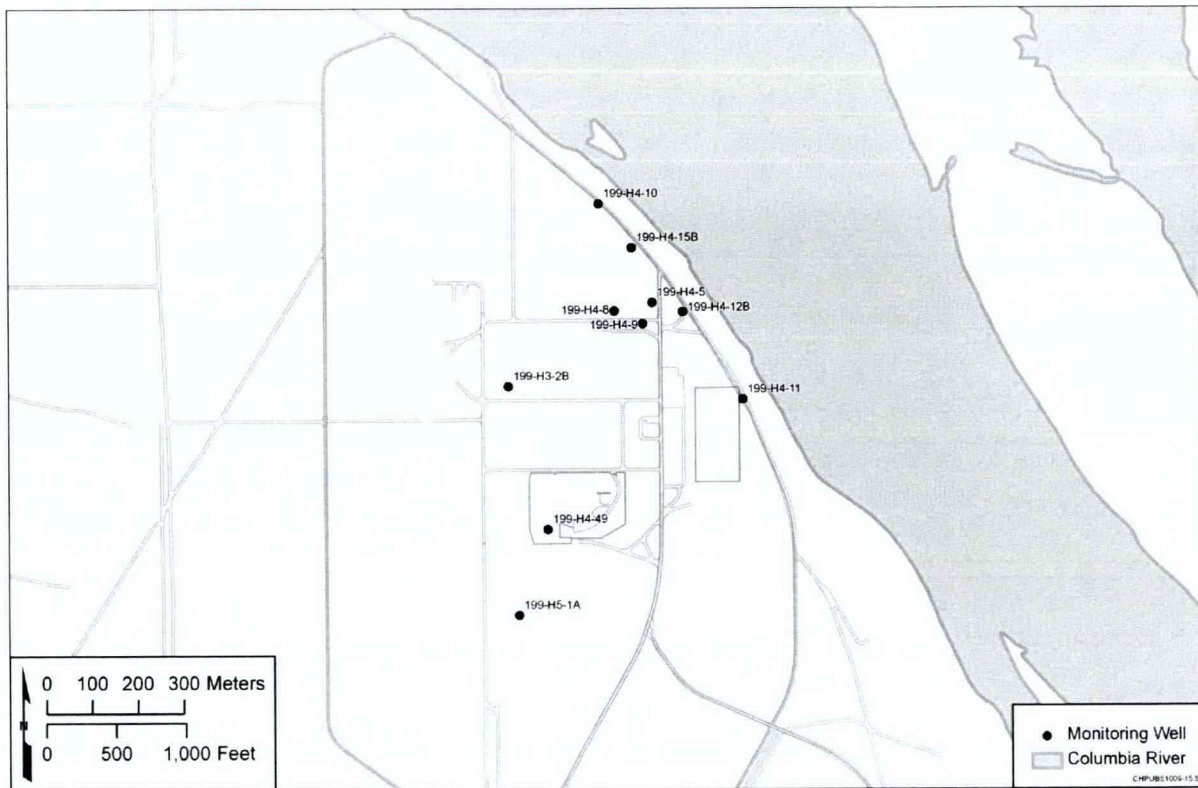 199-H4-10
199-H4-15B
199-H4-5
199-H4-8
199-H4-12B
199-H4-9
199-H3-2B
199-H4-11
199-H4-49
199-H5-1A
0 100 200 300 Meters
N
0 500 1,000 Feet
Monitoring Well
Columbia River